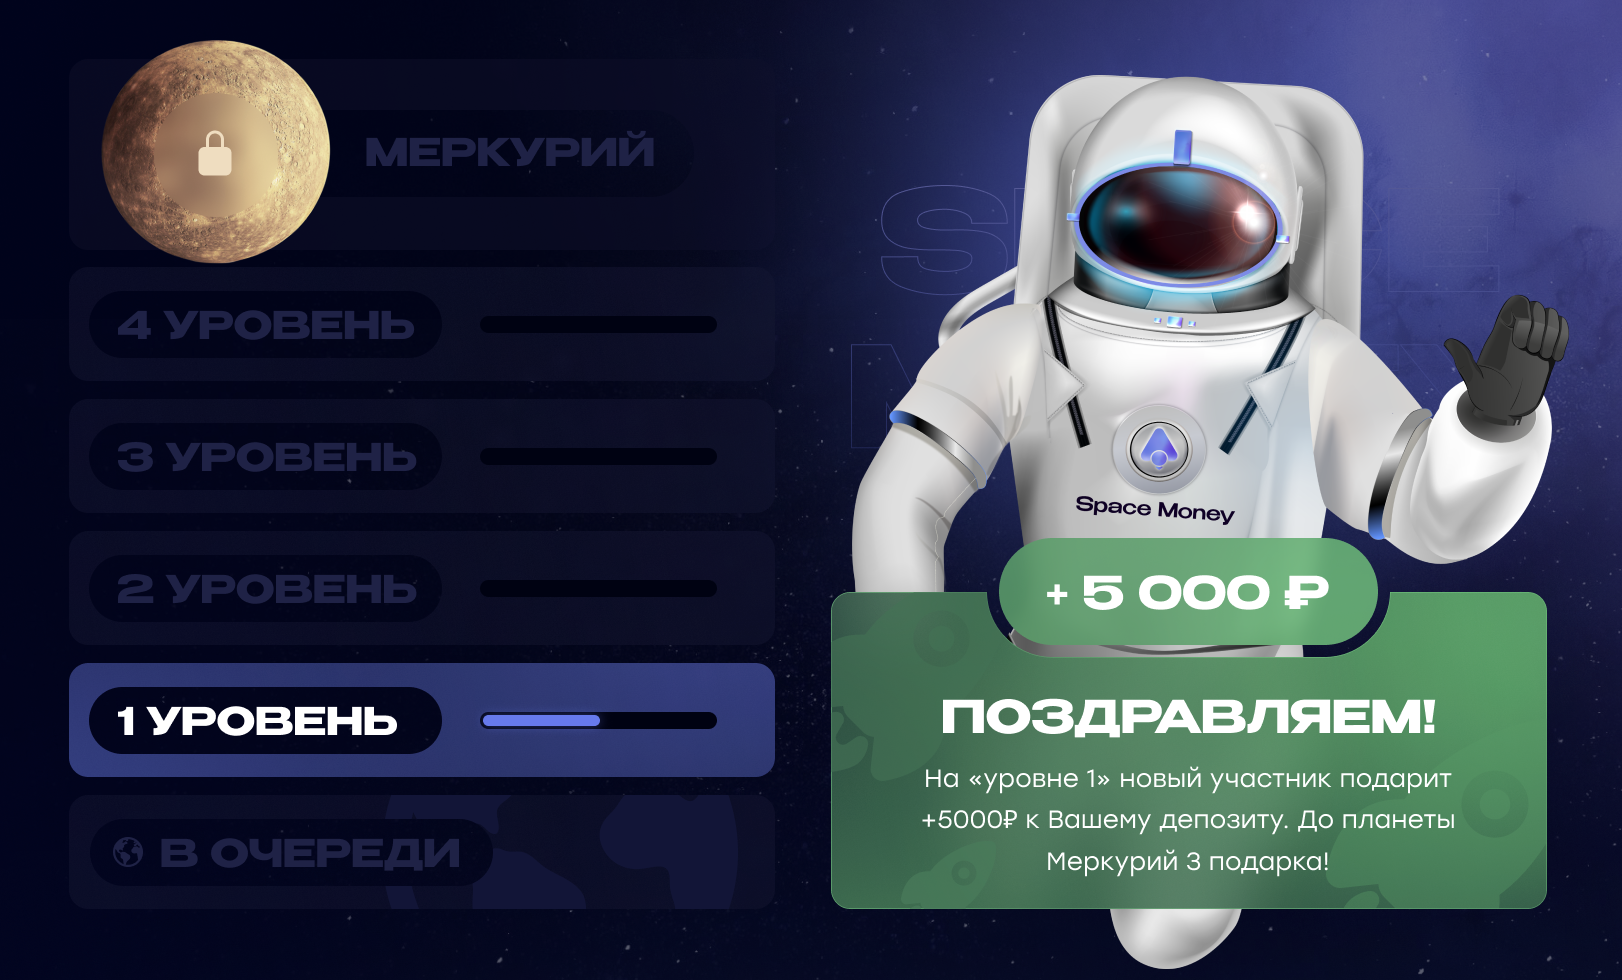 МЕРКУРИЙ
4 УРОВЕНЬ
3 УРОВЕНЬ
2 УРОВЕНЬ
1 УРОВЕНЬ
В ОЧЕРЕДИ
Space Money
+ 5 000 ₽
ПОЗДРАВЛЯЕМ!
На «уровне 1» новый участник подарит
+5000₽ к Вашему депозиту. До планеты
Меркурий 3 подарка!